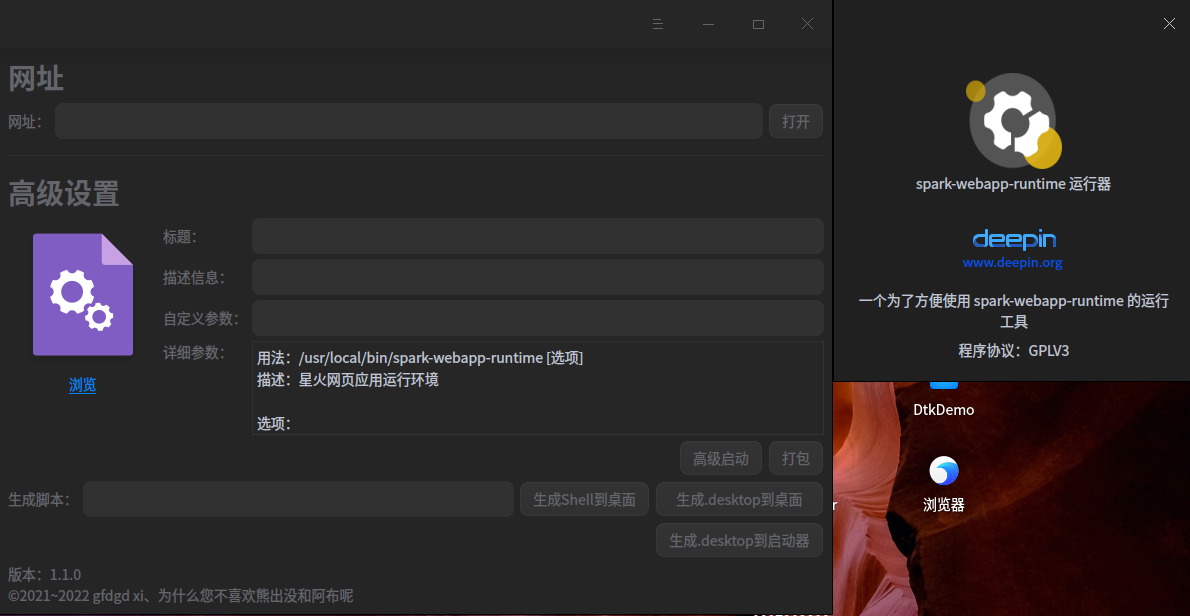 网址
网址：
打开
高级设置
标题：
描述信息：
自定义参数：
详细参数：
用法：/usr/local/bin/spark-webapp-runtime [选项]
描述：星火网页应用运行环境
选项：
浏览
高级启动
打包
生成脚本：
生成Shell到桌面
生成.desktop到桌面
生成.desktop到启动器
版本：1.1.0
©2021~2022 gfdgd xi、为什么您不喜欢熊出没和阿布呢
spark-webapp-runtime 运行器
deepin
www.deepin.org
一个为了方便使用 spark-webapp-runtime 的运行
工具
程序协议：GPLV3
DtkDemo
浏览器
r